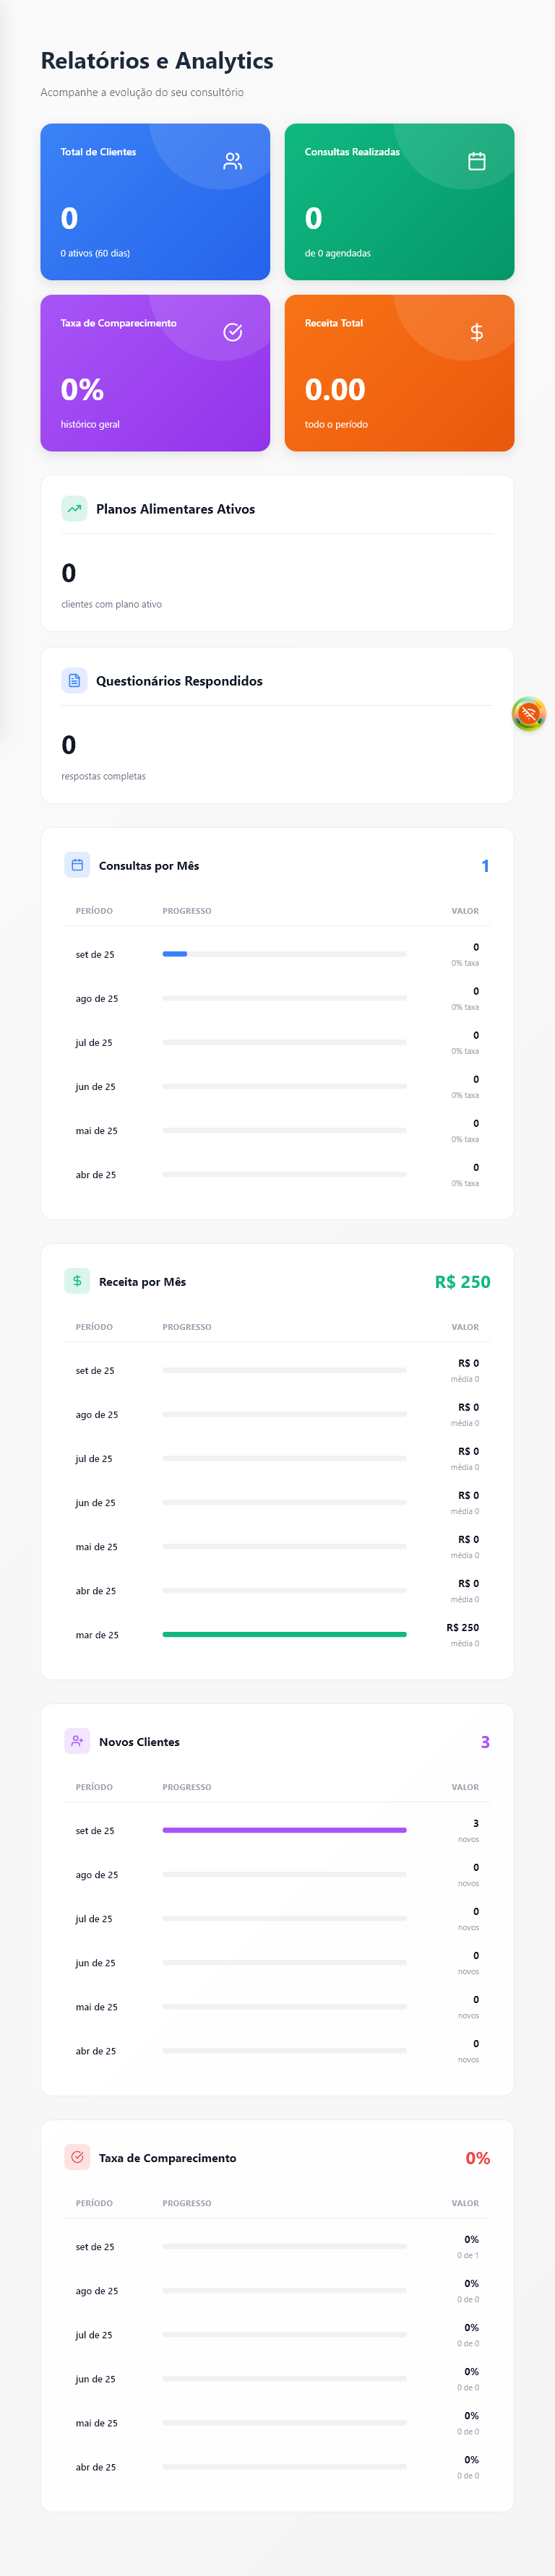 Relatórios e Analytics
Acompanhe a evolução do seu consultório
Total de Clientes
0
0 ativos (60 dias)
Consultas Realizadas
0
de 0 agendadas
Taxa de Comparecimento
0%
histórico geral
Receita Total
0.00
todo o período
Planos Alimentares Ativos
0
clientes com plano ativo
Questionários Respondidos
0
respostas completas
Consultas por Mês 1
PERÍODO PROGRESSO VALOR
set de 25 0
0% taxa
ago de 25 0
0% taxa
jul de 25 0
0% taxa
jun de 25 0
0% taxa
mai de 25 0
0% taxa
abr de 25 0
0% taxa
Receita por Mês R$ 250
PERÍODO PROGRESSO VALOR
set de 25 R$ 0
média 0
ago de 25 R$ 0
média 0
jul de 25 R$ 0
média 0
jun de 25 R$ 0
média 0
mai de 25 R$ 0
média 0
abr de 25 R$ 0
média 0
mar de 25 R$ 250
média 0
Novos Clientes 3
PERÍODO PROGRESSO VALOR
set de 25 3
novos
ago de 25 0
novos
jul de 25 0
novos
jun de 25 0
novos
mai de 25 0
novos
abr de 25 0
novos
Taxa de Comparecimento 0%
PERÍODO PROGRESSO VALOR
set de 25 0%
0 de 1
ago de 25 0%
0 de 0
jul de 25 0%
0 de 0
jun de 25 0%
0 de 0
mai de 25 0%
0 de 0
abr de 25 0%
0 de 0